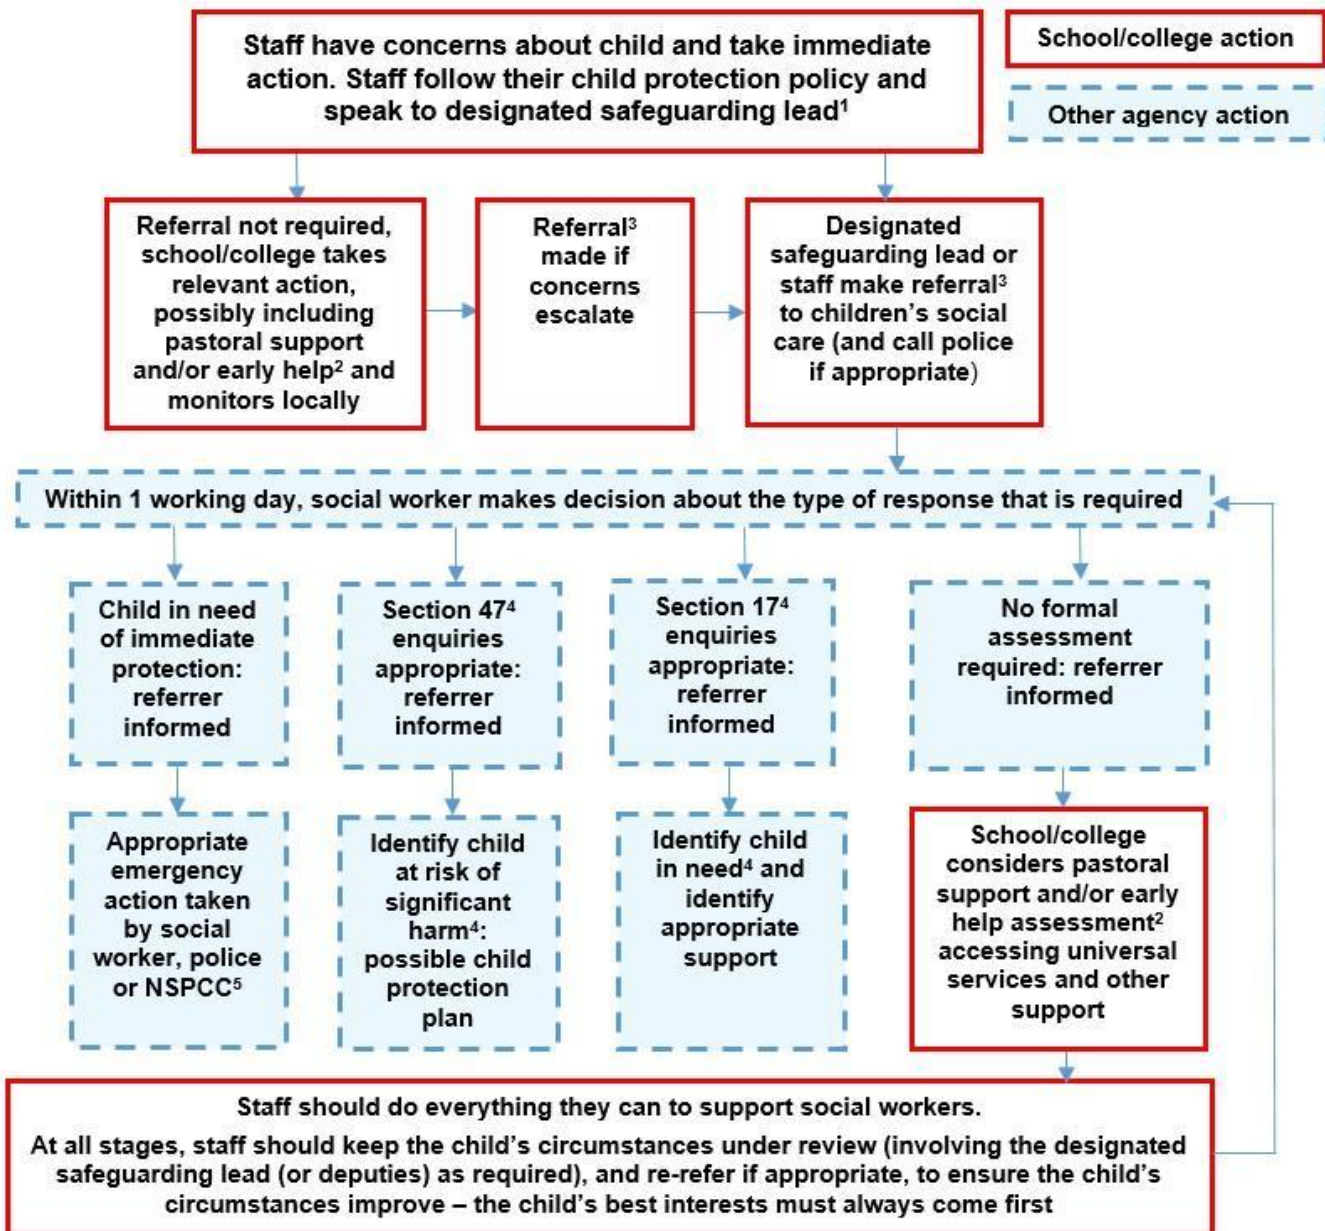 Staff have concerns about child and take immediate
action. Staff follow their child protection policy and
speak to designated safeguarding lead¹
School/college action
Other agency action
Referral not required,
school/college takes
relevant action,
possibly including
pastoral support
and/or early help² and
monitors locally
Referral³
made if
concerns
escalate
Designated
safeguarding lead or
staff make referral³
to children’s social
care (and call police
if appropriate)
Within 1 working day, social worker makes decision about the type of response that is required
Child in need
of immediate
protection:
referrer
informed
Section 47⁴
enquiries
appropriate:
referrer
informed
Section 17⁴
enquiries
appropriate:
referrer
informed
No formal
assessment
required: referrer
informed
Appropriate
emergency
action taken
by social
worker, police
or NSPCC⁵
Identify child
at risk of
significant
harm⁴:
possible child
protection
plan
Identify child
in need⁴ and
identify
appropriate
support
School/college
considers pastoral
support and/or early
help assessment²
accessing universal
services and other
support
Staff should do everything they can to support social workers.
At all stages, staff should keep the child’s circumstances under review (involving the designated
safeguarding lead (or deputies) as required), and re-refer if appropriate, to ensure the child’s
circumstances improve – the child’s best interests must always come first